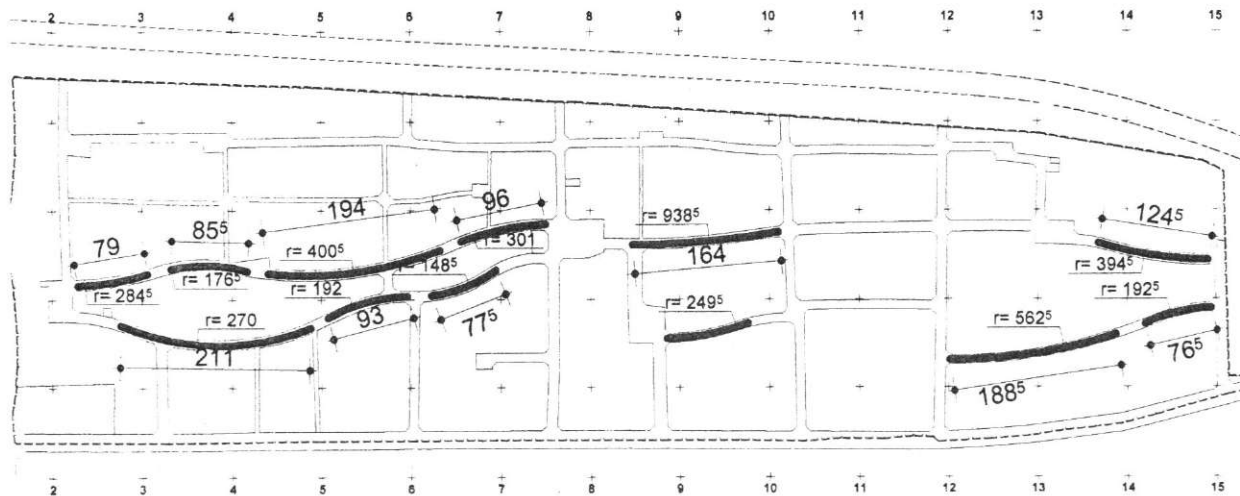 2 3 4 5 6 7 8 9 10 11 12 13 14 15
79
85⁵
194
96
r= 938⁵
124⁵
r= 284⁵
r= 176⁵
r= 400⁵
r= 148⁵
r= 301
164
r= 394⁵
r= 192
r= 192⁵
r= 270
93
77⁵
r= 249⁵
r= 562⁵
211
188⁵
76⁵
2 3 4 5 6 7 8 9 10 11 12 13 14 15